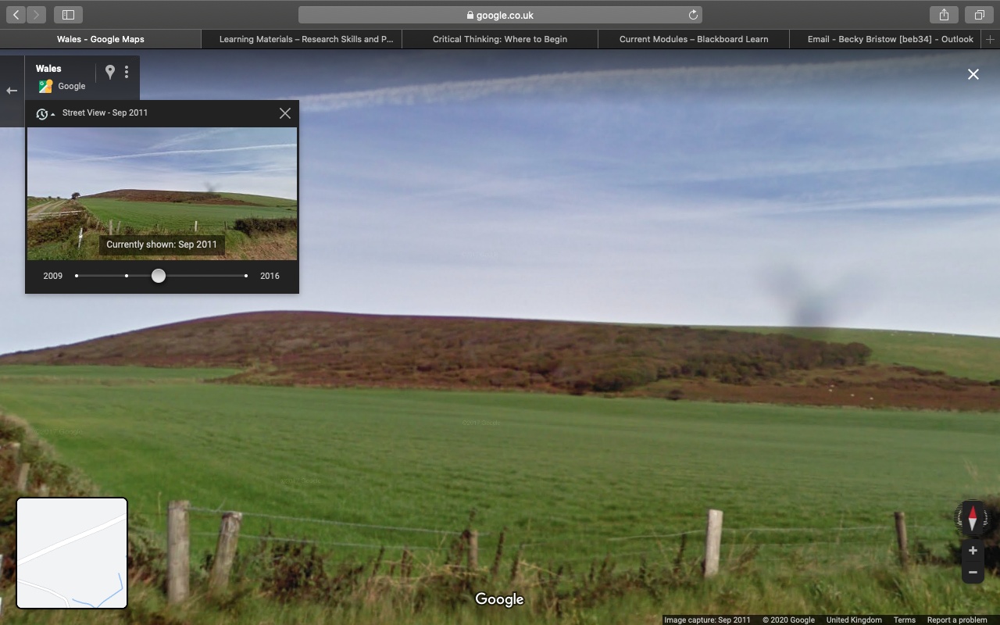 google.co.uk
Wales - Google Maps
Learning Materials – Research Skills and P...
Critical Thinking: Where to Begin
Current Modules – Blackboard Learn
Email - Becky Bristow [beb34] - Outlook
Wales
Google
Street View - Sep 2011
Currently shown: Sep 2011
2009
2016
©2017 Google
©2017 Google
Google
Image capture: Sep 2011 © 2020 Google United Kingdom Terms Report a problem